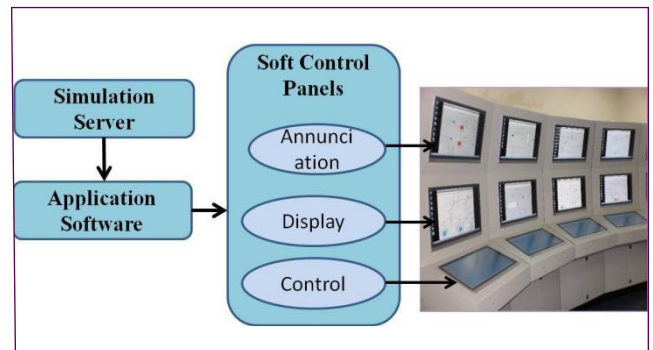 Simulation
Server
Application
Software
Soft Control
Panels
Annunci
ation
Display
Control